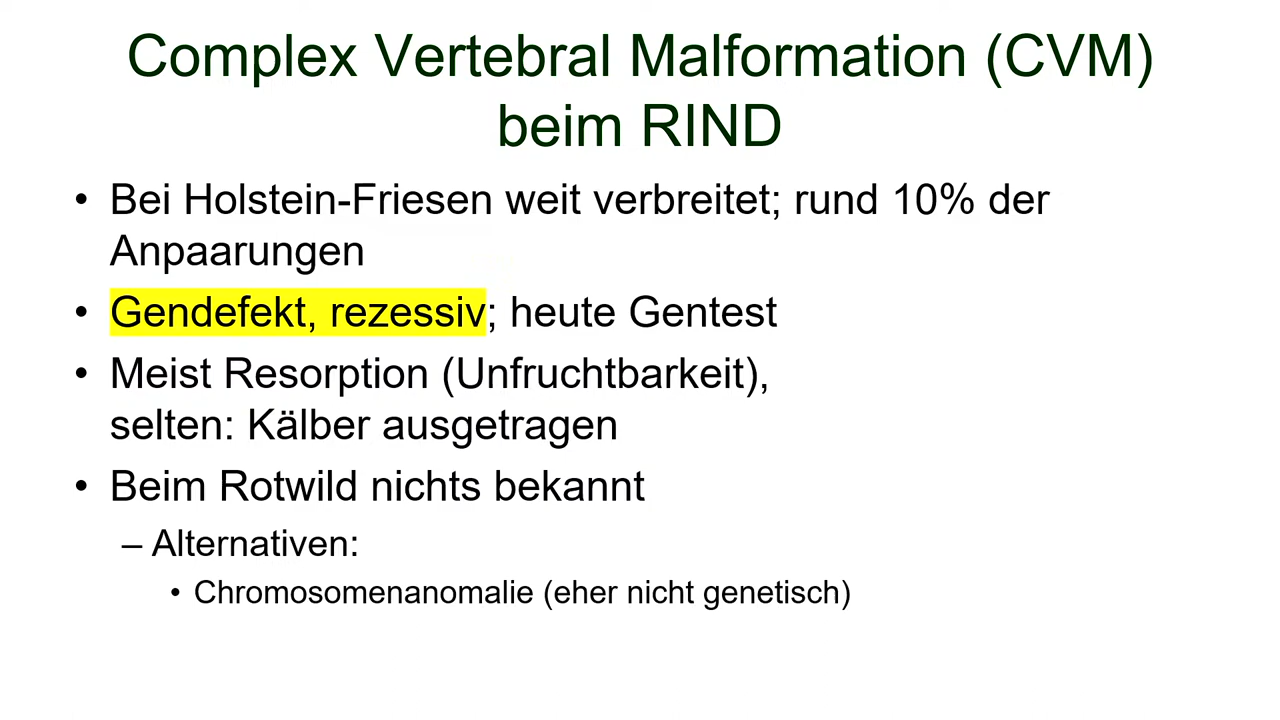 Complex Vertebral Malformation (CVM)
beim RIND
• Bei Holstein-Friesen weit verbreitet; rund 10% der
Anpaarungen
• Gendefekt, rezessiv; heute Gentest
• Meist Resorption (Unfruchtbarkeit),
selten: Kälber ausgetragen
• Beim Rotwild nichts bekannt
– Alternativen:
• Chromosomenanomalie (eher nicht genetisch)